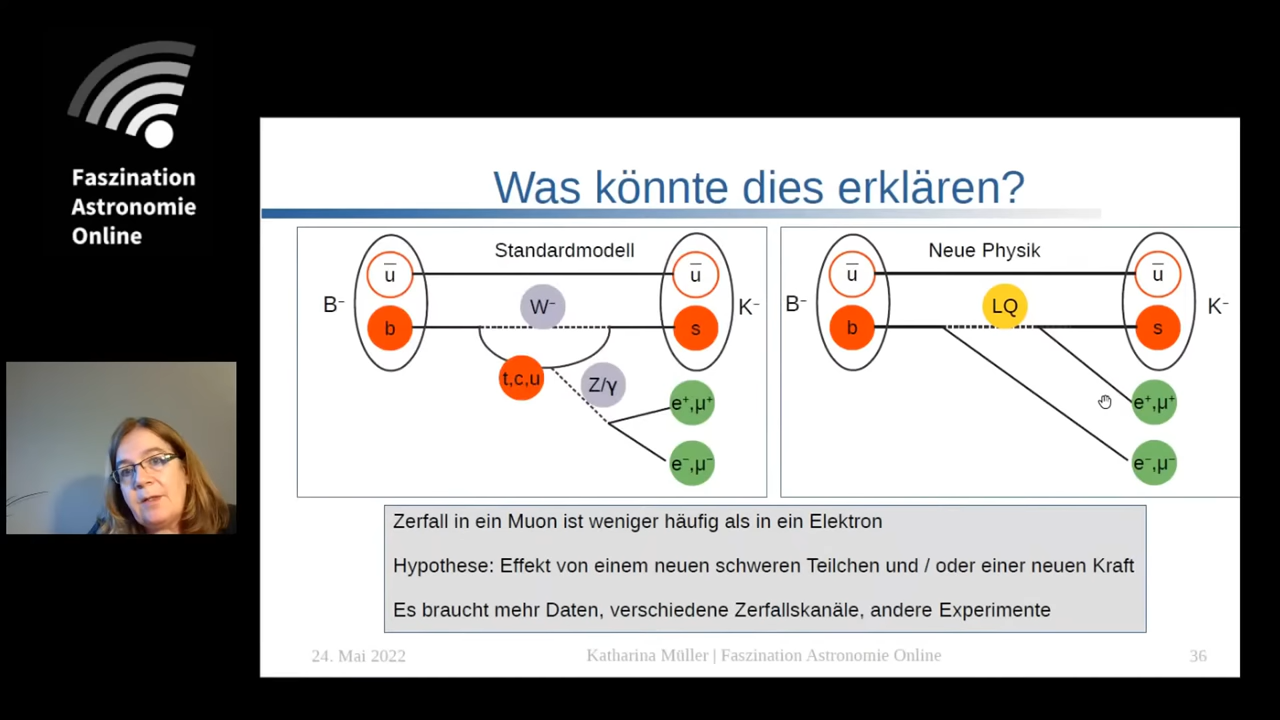 Faszination
Astronomie
Online
Was könnte dies erklären?
Standardmodell
B⁻
u̅
b
W⁻
t,c,u
Z/γ
u̅
s
K⁻
e⁺,μ⁺
e⁻,μ⁻
Neue Physik
B⁻
u̅
b
LQ
u̅
s
K⁻
e⁺,μ⁺
e⁻,μ⁻
Zerfall in ein Muon ist weniger häufig als in ein Elektron
Hypothese: Effekt von einem neuen schweren Teilchen und / oder einer neuen Kraft
Es braucht mehr Daten, verschiedene Zerfallskanäle, andere Experimente
24. Mai 2022
Katharina Müller | Faszination Astronomie Online
36